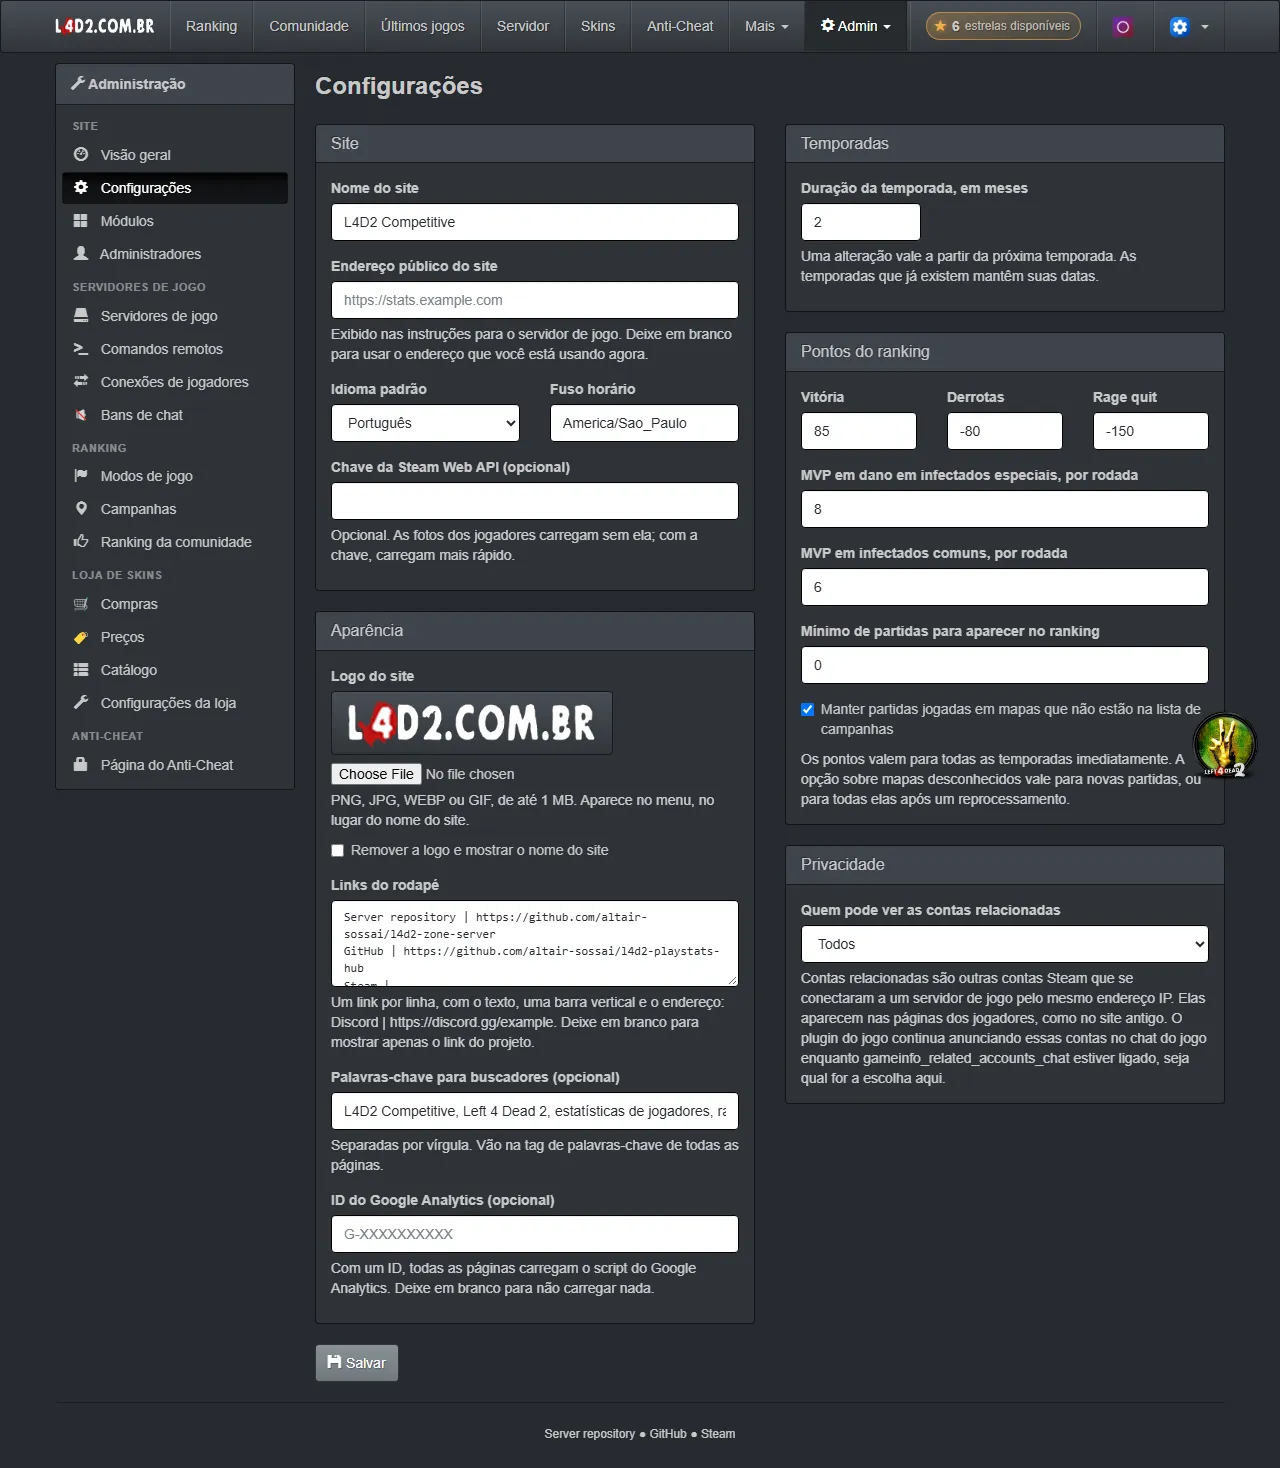 L4D2.COM.BR
Ranking
Comunidade
Últimos jogos
Servidor
Skins
Anti-Cheat
Mais
Admin
6 estrelas disponíveis
Administração
SITE
Visão geral
Configurações
Módulos
Administradores
SERVIDORES DE JOGO
Servidores de jogo
Comandos remotos
Conexões de jogadores
Bans de chat
RANKING
Modos de jogo
Campanhas
Ranking da comunidade
LOJA DE SKINS
Compras
Preços
Catálogo
Configurações da loja
ANTI-CHEAT
Página do Anti-Cheat
Configurações
Site
Nome do site
L4D2 Competitive
Endereço público do site
https://stats.example.com
Exibido nas instruções para o servidor de jogo. Deixe em branco
para usar o endereço que você está usando agora.
Idioma padrão
Fuso horário
Português
America/Sao_Paulo
Chave da Steam Web API (opcional)
Opcional. As fotos dos jogadores carregam sem ela; com a
chave, carregam mais rápido.
Aparência
Logo do site
L4D2.COM.BR
Choose File No file chosen
PNG, JPG, WEBP ou GIF, de até 1 MB. Aparece no menu, no
lugar do nome do site.
Remover a logo e mostrar o nome do site
Links do rodapé
Server repository | https://github.com/altair-
sossai/l4d2-zone-server
GitHub | https://github.com/altair-sossai/l4d2-playstats-
hub
Steam |
Um link por linha, com o texto, uma barra vertical e o endereço:
Discord | https://discord.gg/example. Deixe em branco para
mostrar apenas o link do projeto.
Palavras-chave para buscadores (opcional)
L4D2 Competitive, Left 4 Dead 2, estatísticas de jogadores, ra
Separadas por vírgula. Vão na tag de palavras-chave de todas as
páginas.
ID do Google Analytics (opcional)
G-XXXXXXXXXX
Com um ID, todas as páginas carregam o script do Google
Analytics. Deixe em branco para não carregar nada.
Salvar
Temporadas
Duração da temporada, em meses
2
Uma alteração vale a partir da próxima temporada. As
temporadas que já existem mantêm suas datas.
Pontos do ranking
Vitória
Derrotas
Rage quit
85
-80
-150
MVP em dano em infectados especiais, por rodada
8
MVP em infectados comuns, por rodada
6
Mínimo de partidas para aparecer no ranking
0
Manter partidas jogadas em mapas que não estão na lista de
campanhas
Os pontos valem para todas as temporadas imediatamente. A
opção sobre mapas desconhecidos vale para novas partidas, ou
para todas elas após um reprocessamento.
LEFT 4 DEAD 2
Privacidade
Quem pode ver as contas relacionadas
Todos
Contas relacionadas são outras contas Steam que se
conectaram a um servidor de jogo pelo mesmo endereço IP. Elas
aparecem nas páginas dos jogadores, como no site antigo. O
plugin do jogo continua anunciando essas contas no chat do jogo
enquanto gameinfo_related_accounts_chat estiver ligado, seja
qual for a escolha aqui.
Server repository ● GitHub ● Steam